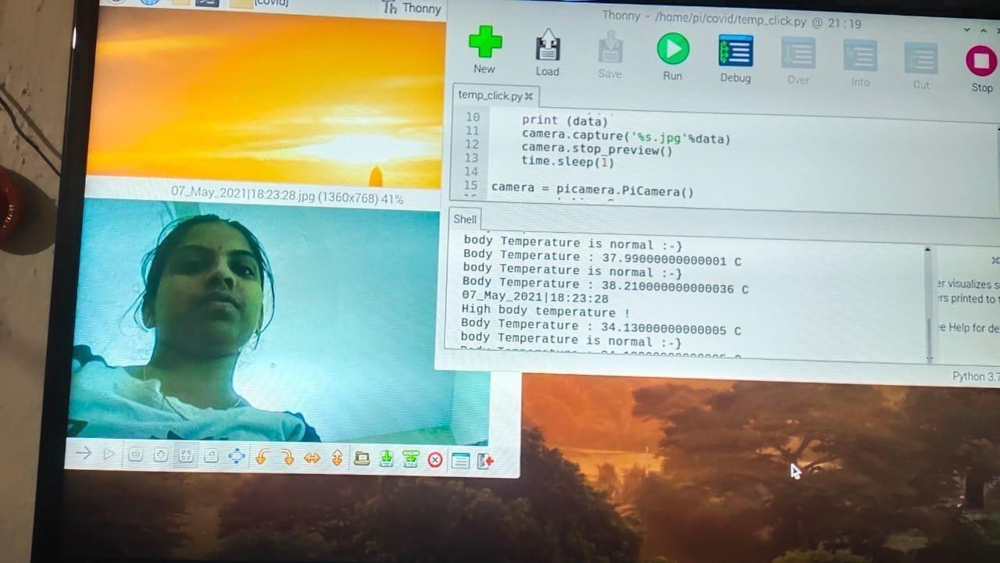 [covid]
Thonny
Thonny - /home/pi/covid/temp_click.py @ 21:19
New
Load
Save
Run
Debug
Over
Into
Out
Stop
temp_click.py
10 print (data)
11 camera.capture('%s.jpg'%data)
12 camera.stop_preview()
13 time.sleep(1)
14
15 camera = picamera.PiCamera()
07_May_2021|18:23:28.jpg (1360x768) 41%
Shell
body Temperature is normal :-}
Body Temperature : 37.99000000000001 C
body Temperature is normal :-}
Body Temperature : 38.210000000000036 C
07_May_2021|18:23:28
High body temperature !
Body Temperature : 34.13000000000005 C
body Temperature is normal :-}
er visualizes s
rs printed to t
e Help for de
Python 3.7